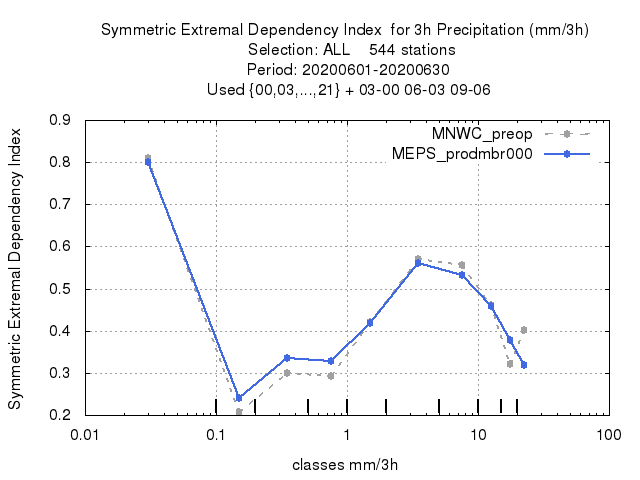 Symmetric Extremal Dependency Index  for 3h Precipitation (mm/3h)
Selection: ALL    544 stations
Period: 20200601-20200630
Used {00,03,...,21} + 03-00 06-03 09-06
MNWC_preop
MEPS_prodmbr000
Symmetric Extremal Dependency Index
0.9
0.8
0.7
0.6
0.5
0.4
0.3
0.2
0.01
0.1
1
10
100
classes mm/3h